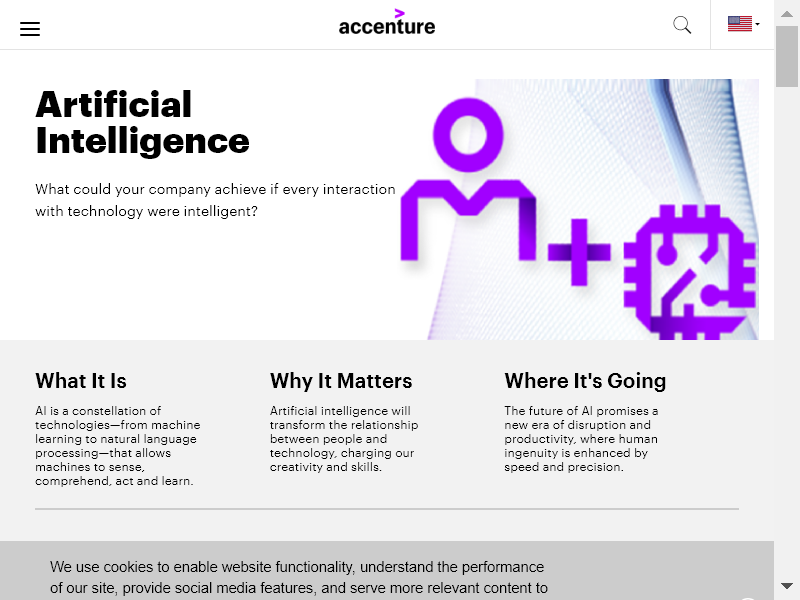 accenture
Artificial
Intelligence
What could your company achieve if every interaction
with technology were intelligent?
What It Is
AI is a constellation of
technologies—from machine
learning to natural language
processing—that allows
machines to sense,
comprehend, act and learn.
Why It Matters
Artificial intelligence will
transform the relationship
between people and
technology, charging our
creativity and skills.
Where It's Going
The future of AI promises a
new era of disruption and
productivity, where human
ingenuity is enhanced by
speed and precision.
We use cookies to enable website functionality, understand the performance
of our site, provide social media features, and serve more relevant content to